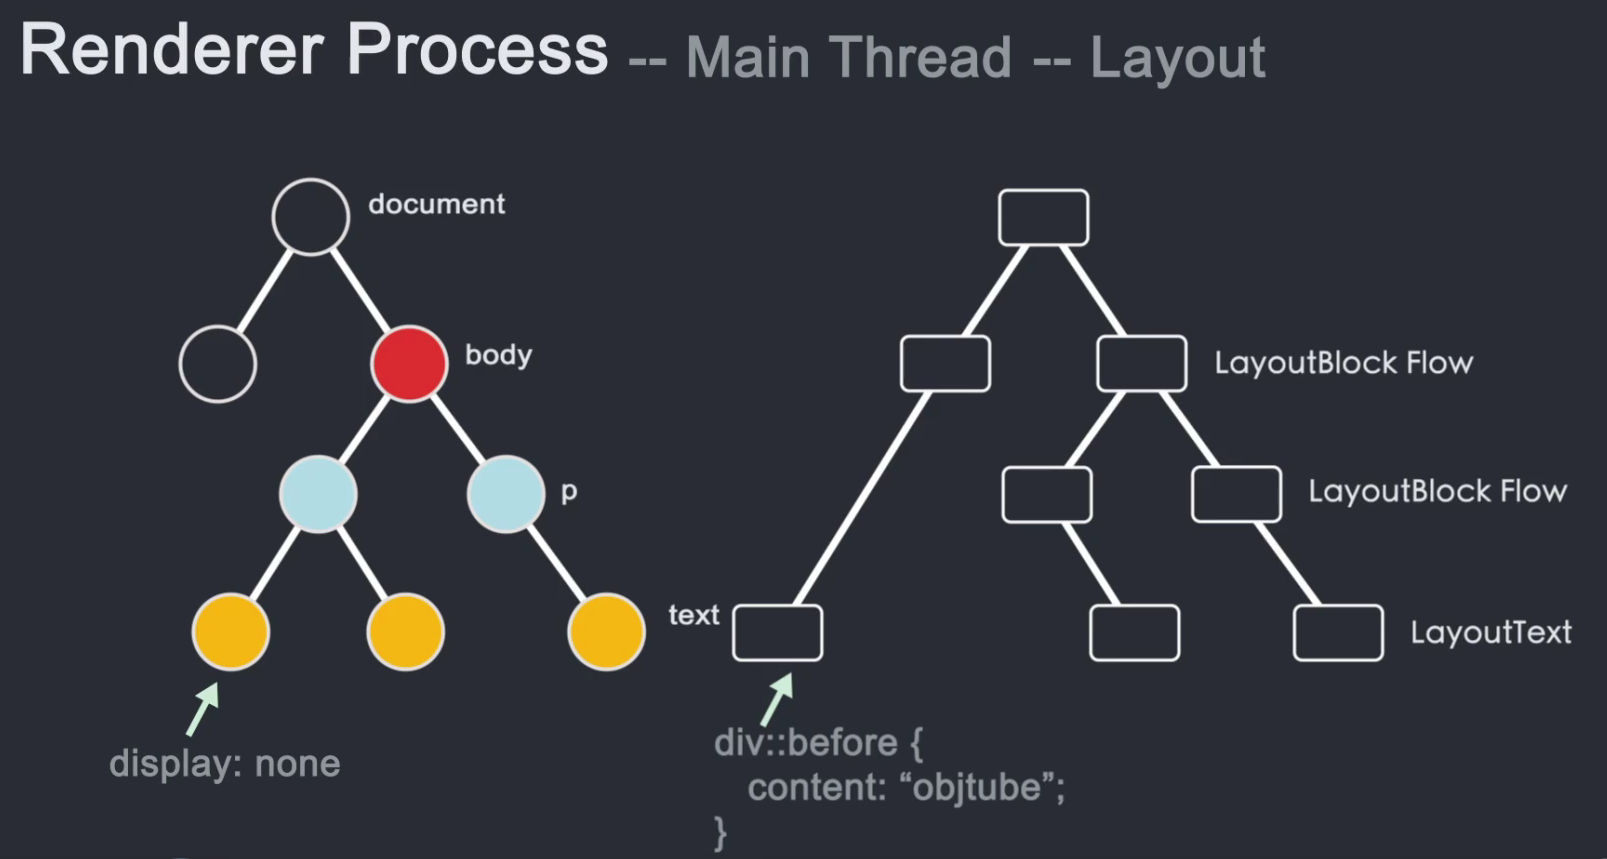 Renderer Process -- Main Thread -- Layout
document
body
LayoutBlock Flow
p
LayoutBlock Flow
text
LayoutText
display: none
div::before {
content: “objtube”;
}